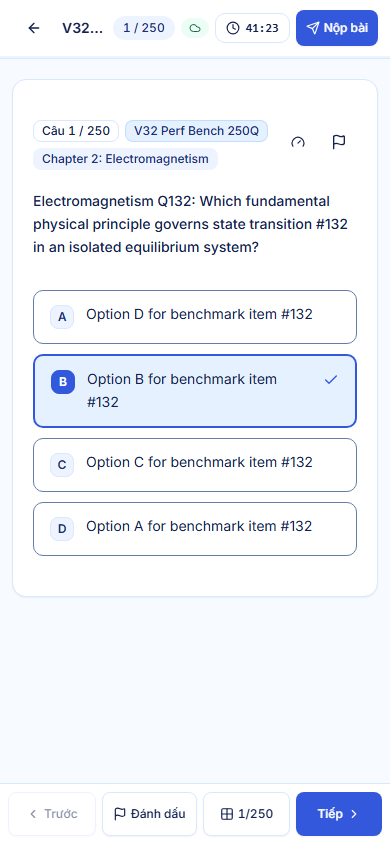 V32... 1 / 250 41:23 Nộp bài
Câu 1 / 250 V32 Perf Bench 250Q
Chapter 2: Electromagnetism
Electromagnetism Q132: Which fundamental
physical principle governs state transition #132
in an isolated equilibrium system?
A Option D for benchmark item #132
B Option B for benchmark item
#132
C Option C for benchmark item #132
D Option A for benchmark item #132
Trước Đánh dấu 1/250 Tiếp